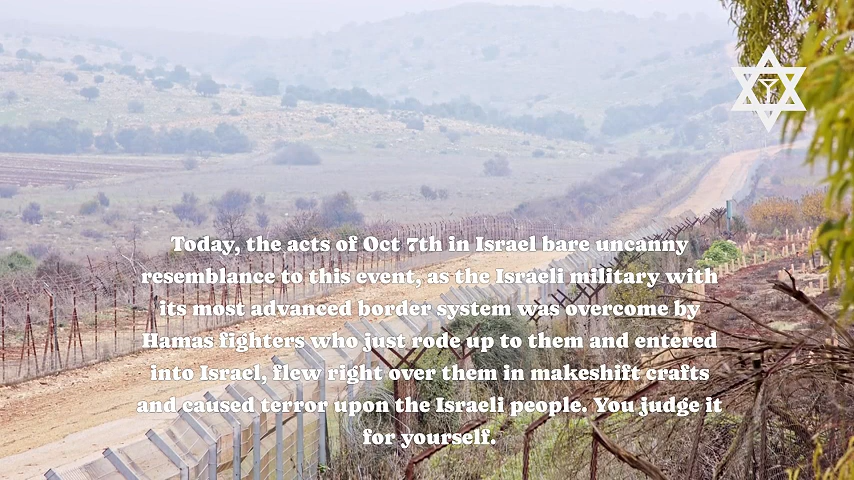 Today, the acts of Oct 7th in Israel bare uncanny
resemblance to this event, as the Israeli military with
its most advanced border system was overcome by
Hamas fighters who just rode up to them and entered
into Israel, flew right over them in makeshift crafts
and caused terror upon the Israeli people. You judge it
for yourself.